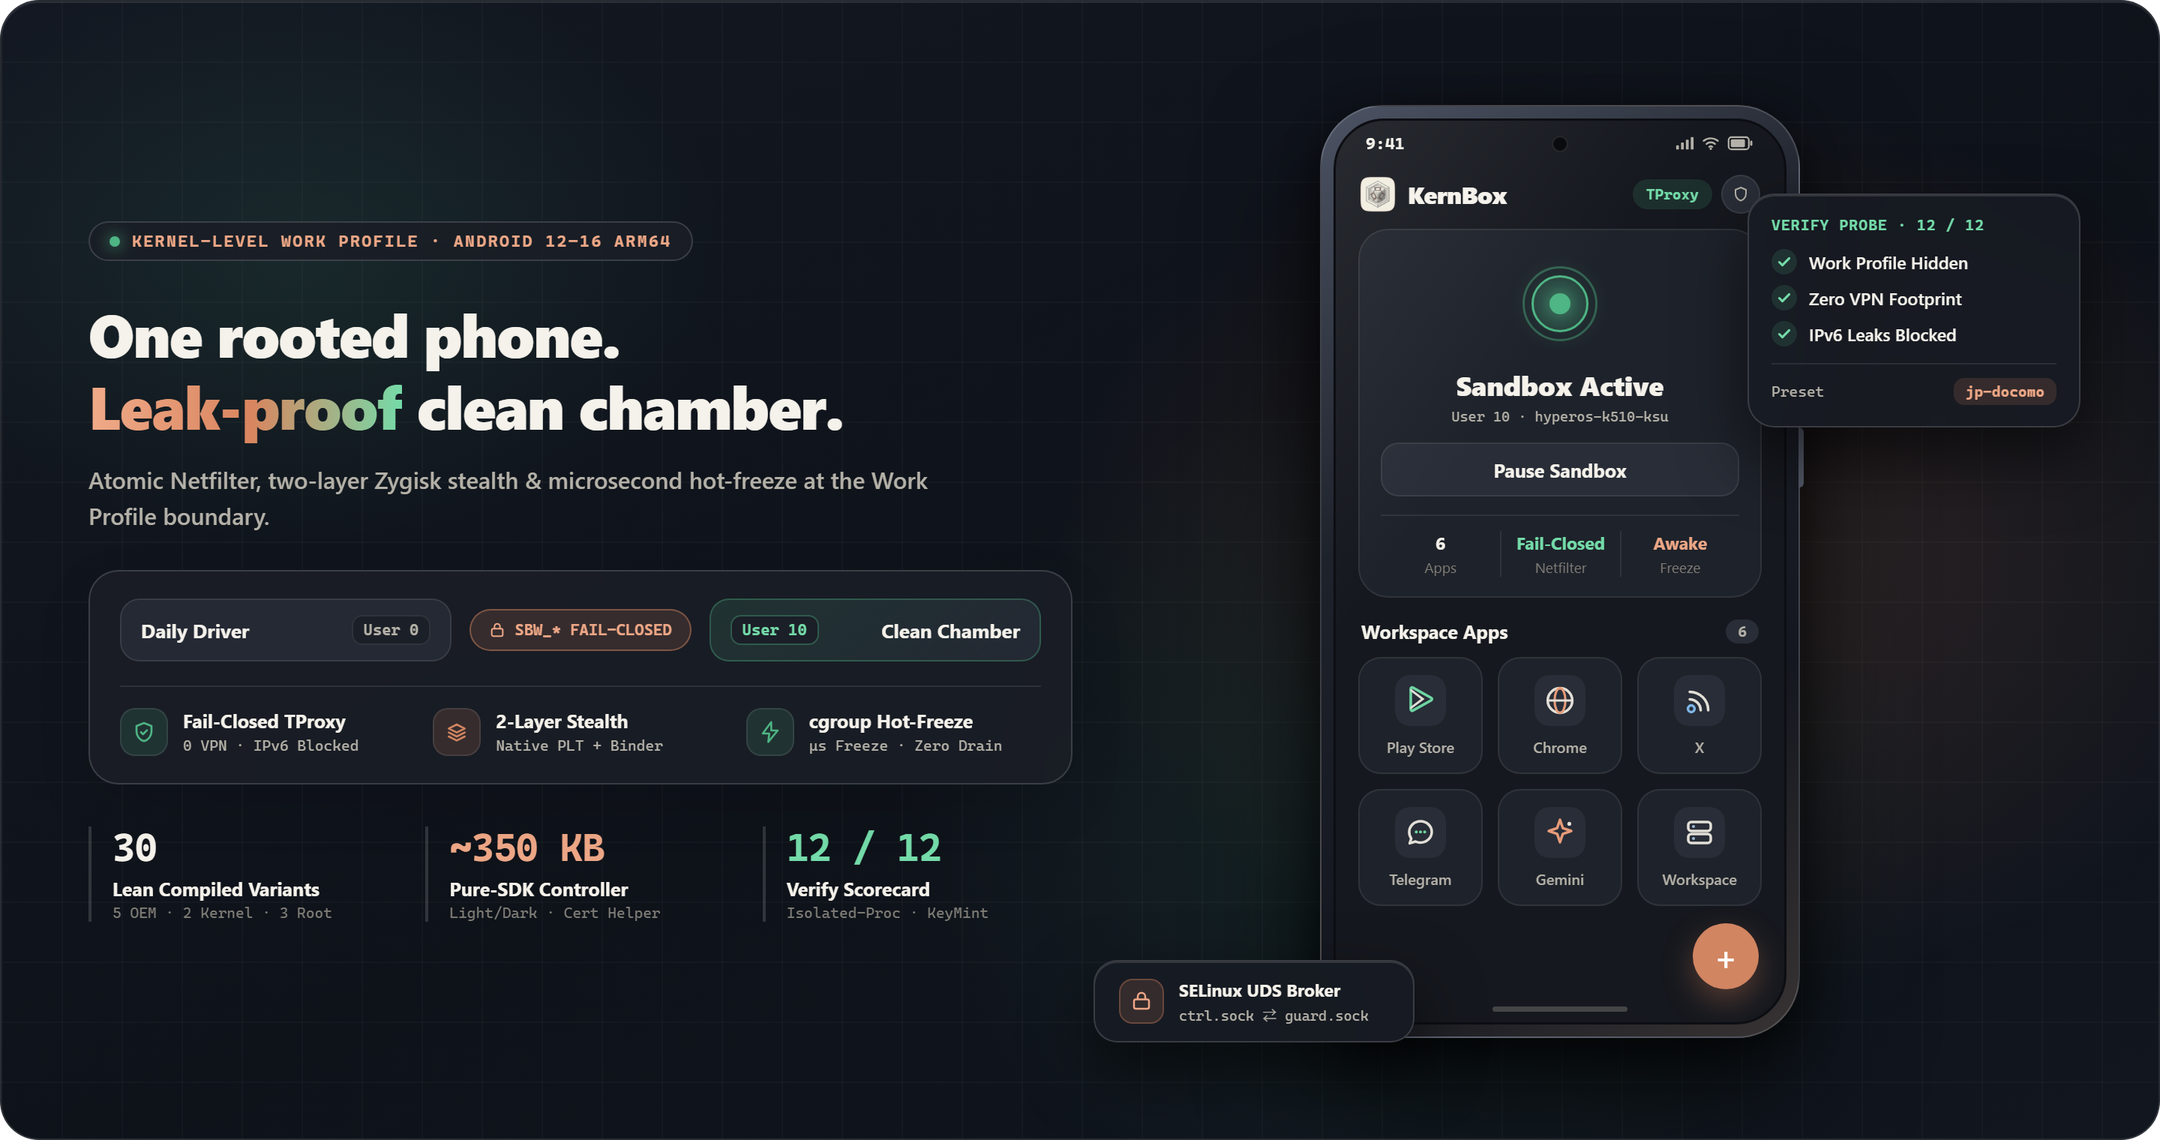 KERNEL-LEVEL WORK PROFILE · ANDROID 12-16 ARM64
One rooted phone.
Leak-proof clean chamber.
Atomic Netfilter, two-layer Zygisk stealth & microsecond hot-freeze at the Work
Profile boundary.
Daily Driver
User 0
SBW_* FAIL-CLOSED
User 10
Clean Chamber
Fail-Closed TProxy
0 VPN · IPv6 Blocked
2-Layer Stealth
Native PLT + Binder
cgroup Hot-Freeze
µs Freeze · Zero Drain
30
Lean Compiled Variants
5 OEM · 2 Kernel · 3 Root
~350 KB
Pure-SDK Controller
Light/Dark · Cert Helper
12 / 12
Verify Scorecard
Isolated-Proc · KeyMint
9:41
KernBox
TProxy
Sandbox Active
User 10 · hyperos-k510-ksu
Pause Sandbox
6
Apps
Fail-Closed
Netfilter
Awake
Freeze
Workspace Apps
6
Play Store
Chrome
X
Telegram
Gemini
Workspace
+
VERIFY PROBE · 12 / 12
Work Profile Hidden
Zero VPN Footprint
IPv6 Leaks Blocked
Preset
jp-docomo
SELinux UDS Broker
ctrl.sock ⇄ guard.sock